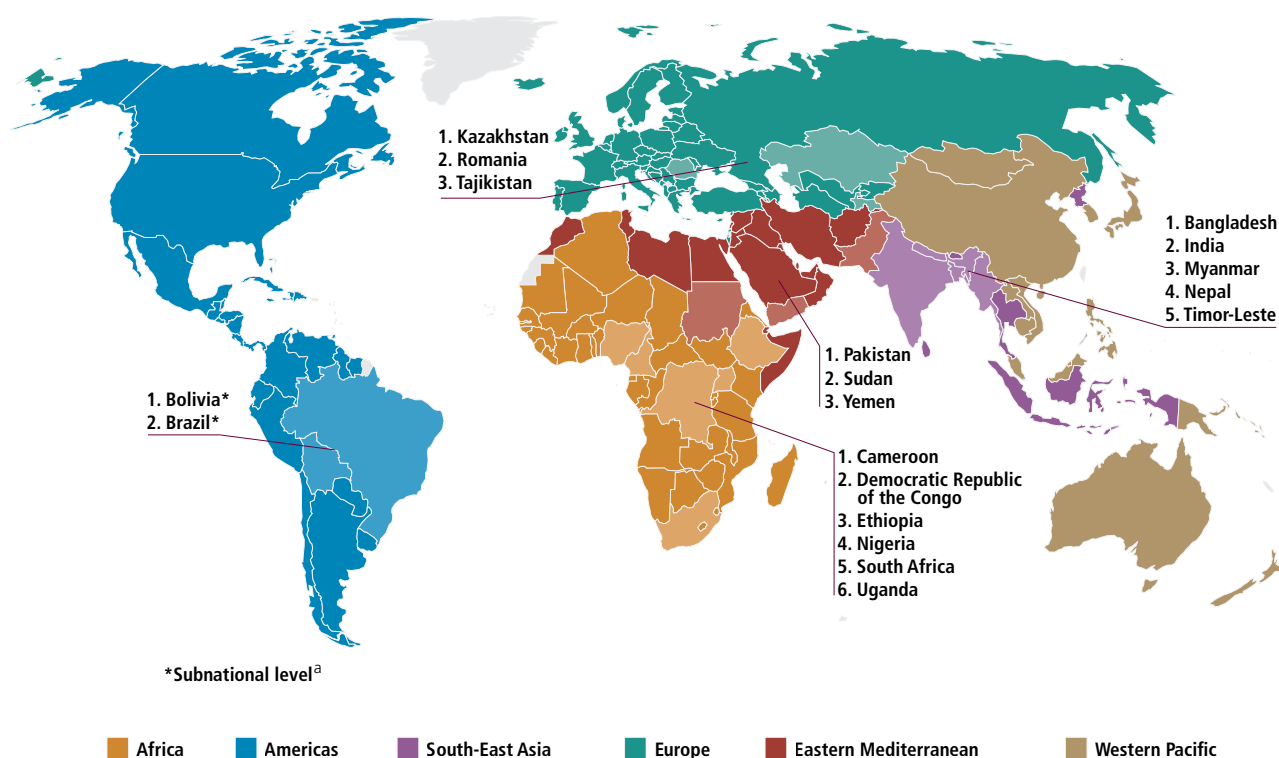 1. Kazakhstan
2. Romania
3. Tajikistan
1. Bangladesh
2. India
3. Myanmar
4. Nepal
5. Timor-Leste
1. Pakistan
2. Sudan
3. Yemen
1. Bolivia*
2. Brazil*
1. Cameroon
2. Democratic Republic
of the Congo
3. Ethiopia
4. Nigeria
5. South Africa
6. Uganda
*Subnational levelᵃ
Africa
Americas
South-East Asia
Europe
Eastern Mediterranean
Western Pacific